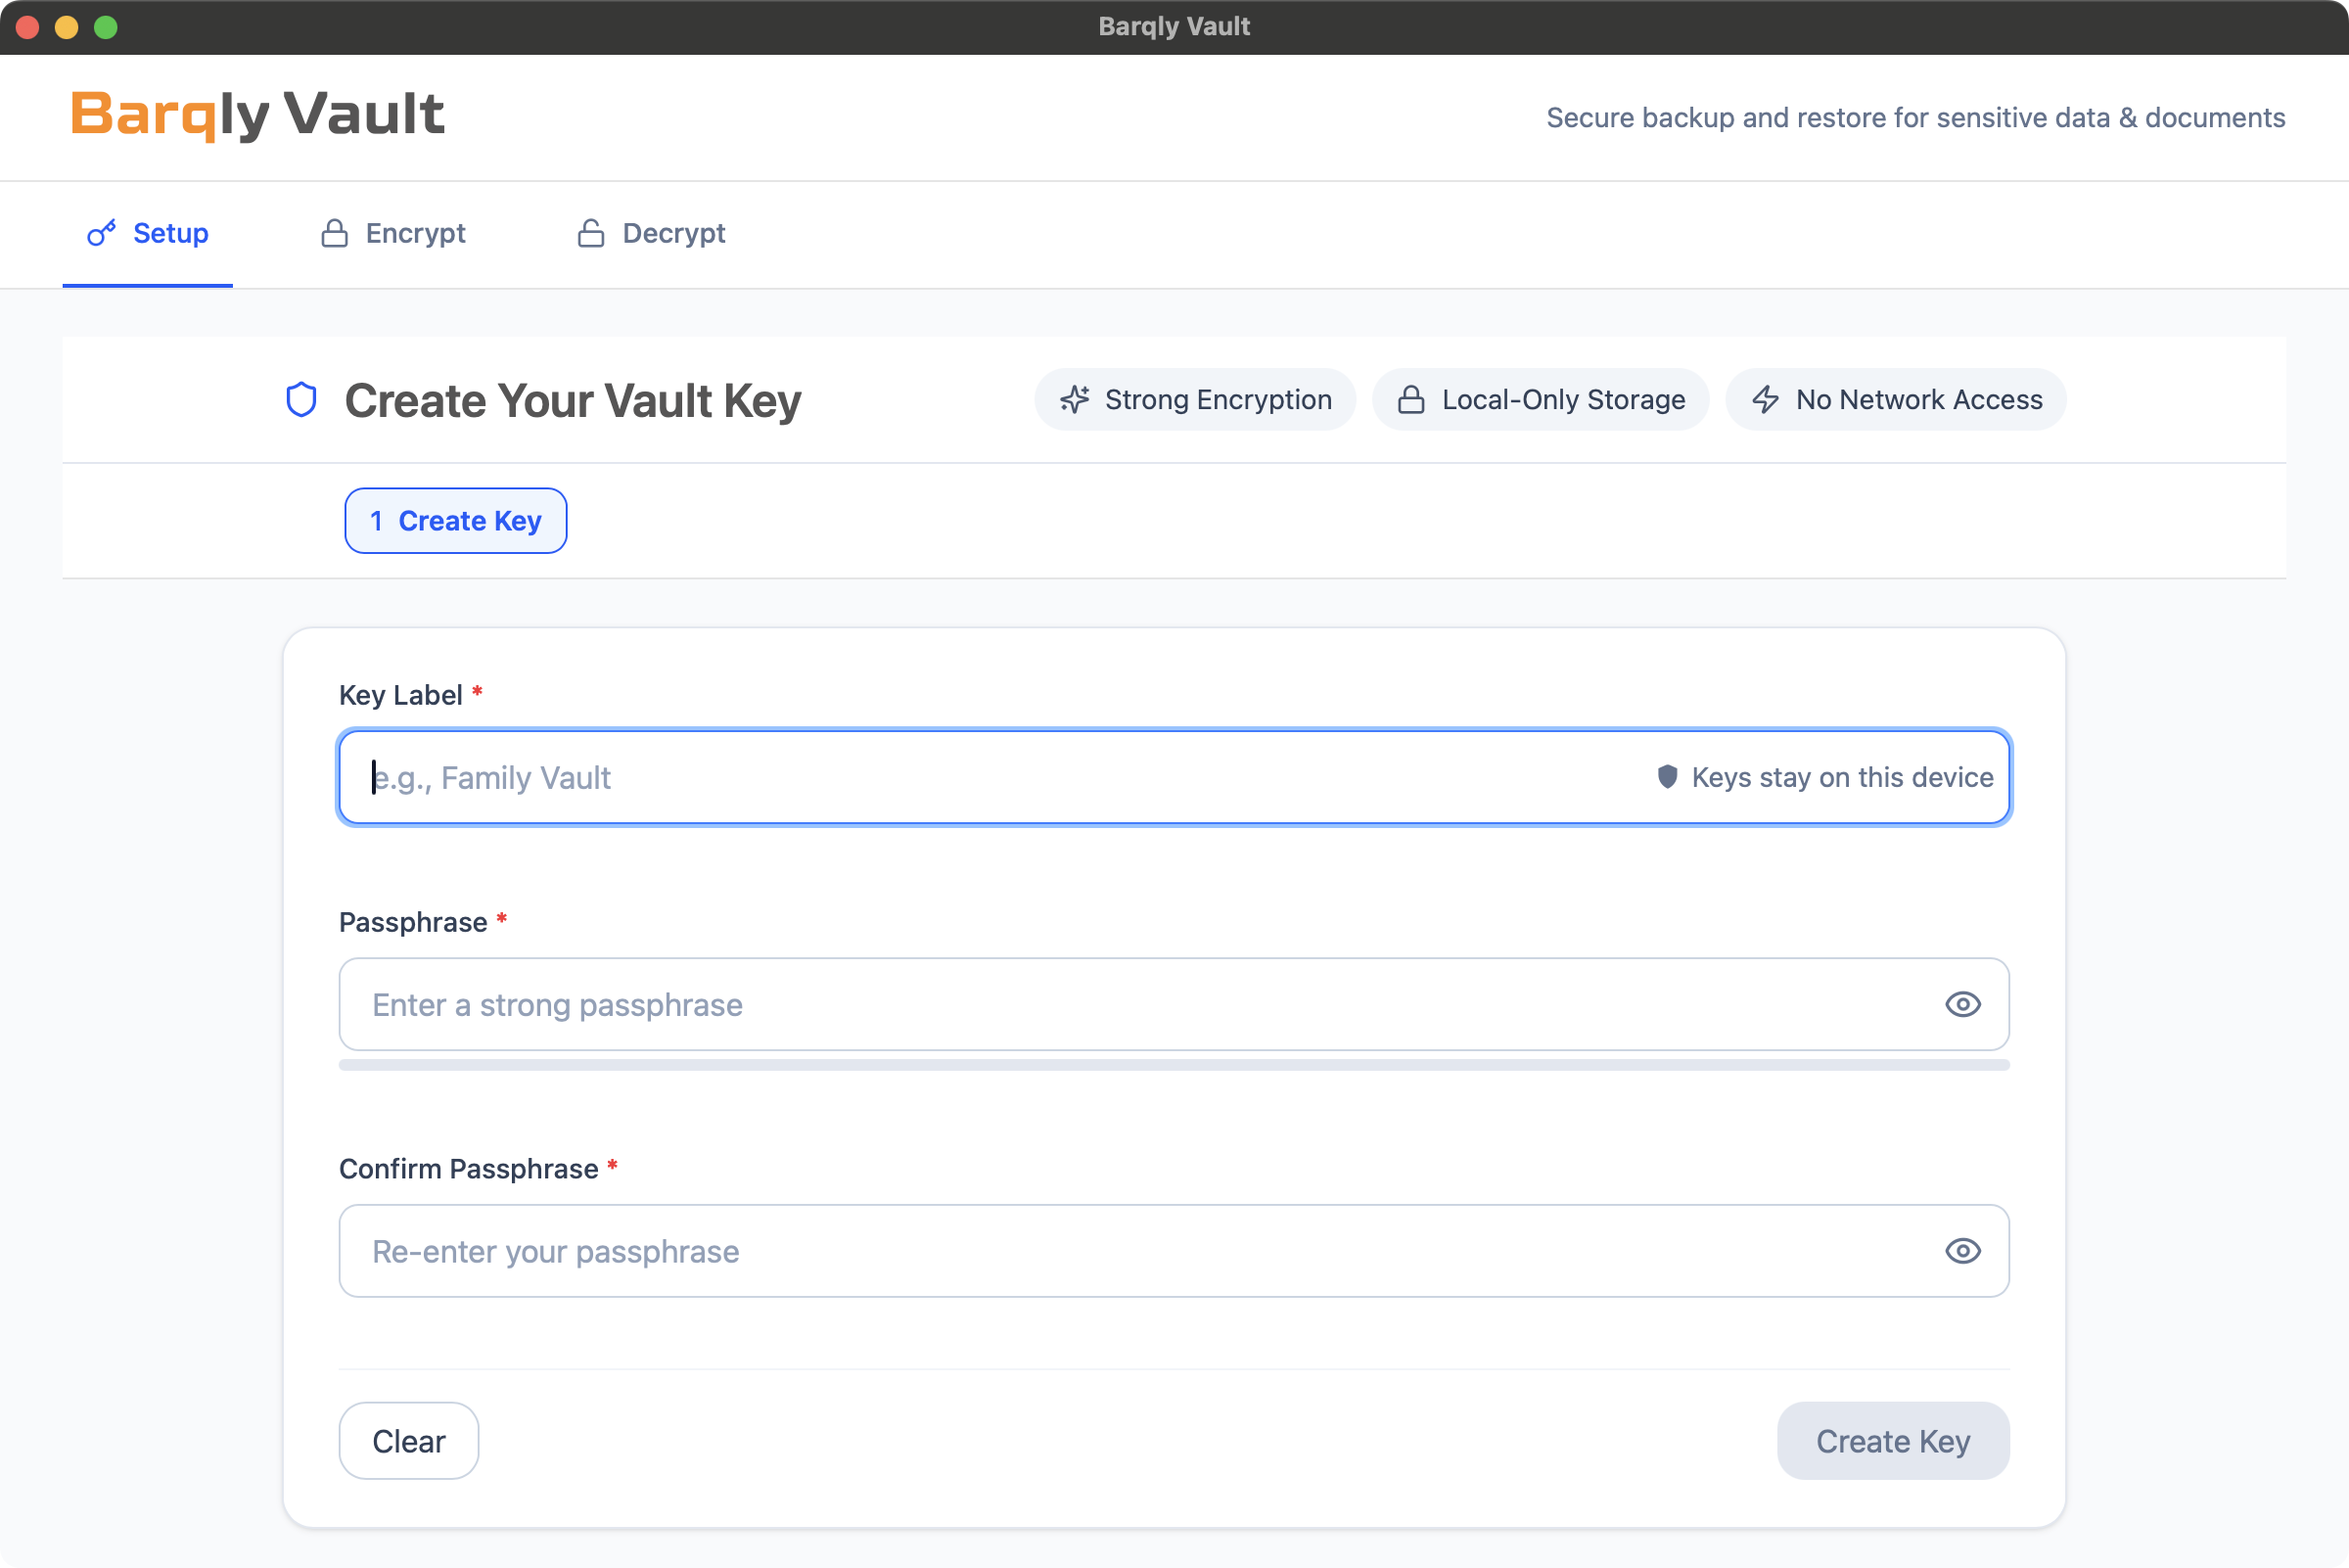 Barqly Vault
Barqly Vault
Secure backup and restore for sensitive data & documents
Setup
Encrypt
Decrypt
Create Your Vault Key
Strong Encryption
Local-Only Storage
No Network Access
1 Create Key
Key Label *
e.g., Family Vault
Keys stay on this device
Passphrase *
Enter a strong passphrase
Confirm Passphrase *
Re-enter your passphrase
Clear
Create Key